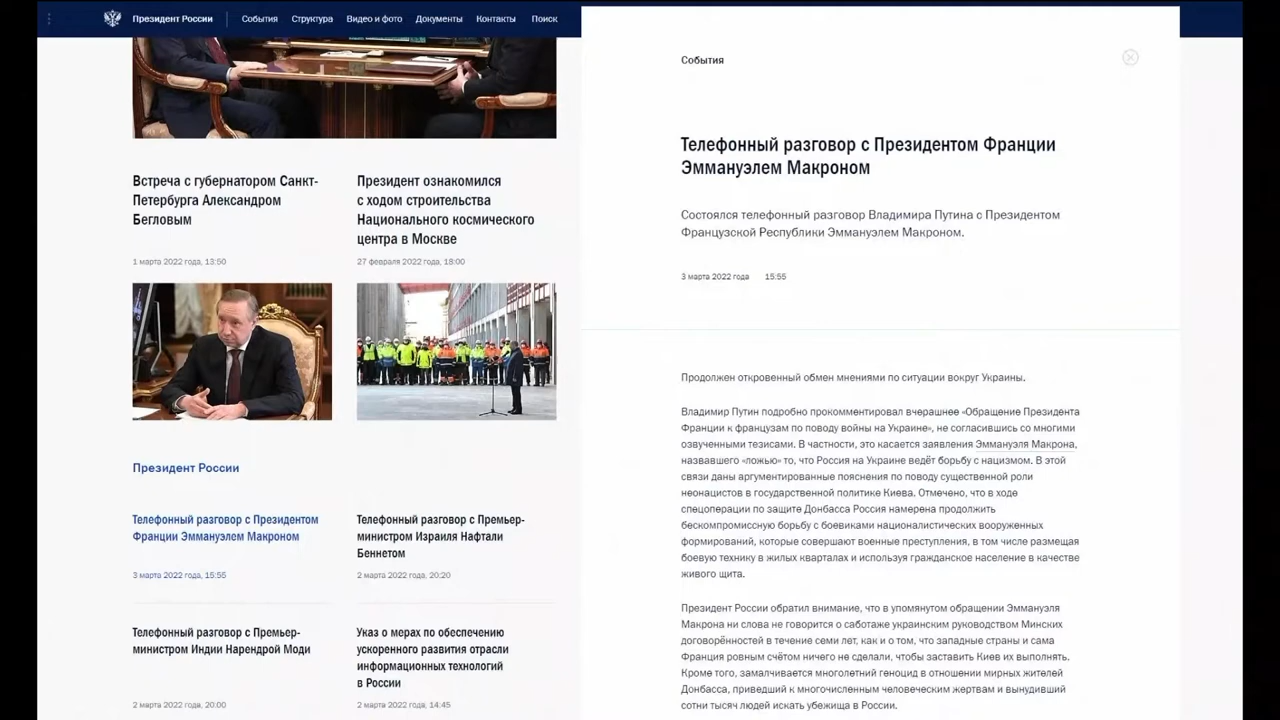 Президент России
События
Структура
Видео и фото
Документы
Контакты
Поиск
Встреча с губернатором Санкт-
Петербурга Александром
Бегловым
1 марта 2022 года, 13:50
Президент ознакомился
с ходом строительства
Национального космического
центра в Москве
27 февраля 2022 года, 18:00
Президент России
Телефонный разговор с Президентом
Франции Эммануэлем Макроном
3 марта 2022 года, 15:55
Телефонный разговор с Премьер-
министром Израиля Нафтали
Беннетом
2 марта 2022 года, 20:20
Телефонный разговор с Премьер-
министром Индии Нарендрой Моди
2 марта 2022 года, 20:00
Указ о мерах по обеспечению
ускоренного развития отрасли
информационных технологий
в России
2 марта 2022 года, 14:45
События
Телефонный разговор с Президентом Франции
Эммануэлем Макроном
Состоялся телефонный разговор Владимира Путина с Президентом
Французской Республики Эммануэлем Макроном.
3 марта 2022 года 15:55
Продолжен откровенный обмен мнениями по ситуации вокруг Украины.
Владимир Путин подробно прокомментировал вчерашнее «Обращение Президента
Франции к французам по поводу войны на Украине», не согласившись со многими
озвученными тезисами. В частности, это касается заявления Эммануэля Макрона,
назвавшего «ложью» то, что Россия на Украине ведёт борьбу с нацизмом. В этой
связи даны аргументированные пояснения по поводу существенной роли
неонацистов в государственной политике Киева. Отмечено, что в ходе
спецоперации по защите Донбасса Россия намерена продолжить
бескомпромиссную борьбу с боевиками националистических вооруженных
формирований, которые совершают военные преступления, в том числе размещая
боевую технику в жилых кварталах и используя гражданское население в качестве
живого щита.
Президент России обратил внимание, что в упомянутом обращении Эммануэля
Макрона ни слова не говорится о саботаже украинским руководством Минских
договорённостей в течение семи лет, как и о том, что западные страны и сама
Франция ровным счётом ничего не сделали, чтобы заставить Киев их выполнять.
Кроме того, замалчивается многолетний геноцид в отношении мирных жителей
Донбасса, приведший к многочисленным человеческим жертвам и вынудивший
сотни тысяч людей искать убежища в России.